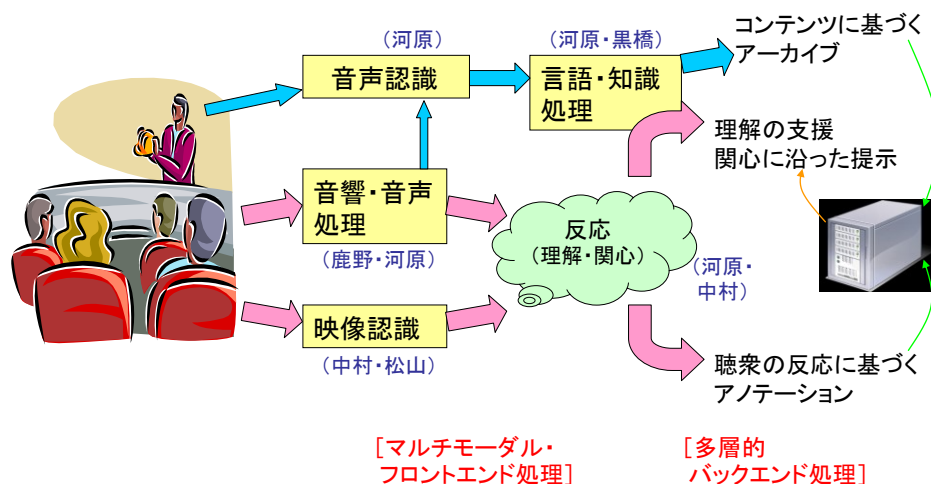 (河原)
音声認識
(河原・黒橋)
言語・知識
処理
コンテンツに基づく
アーカイブ
理解の支援
関心に沿った提示
音響・音声
処理
(鹿野・河原)
反応
(理解・関心)
(河原・
中村)
映像認識
(中村・松山)
聴衆の反応に基づく
アノテーション
[マルチモーダル・
フロントエンド処理]
[多層的
バックエンド処理]